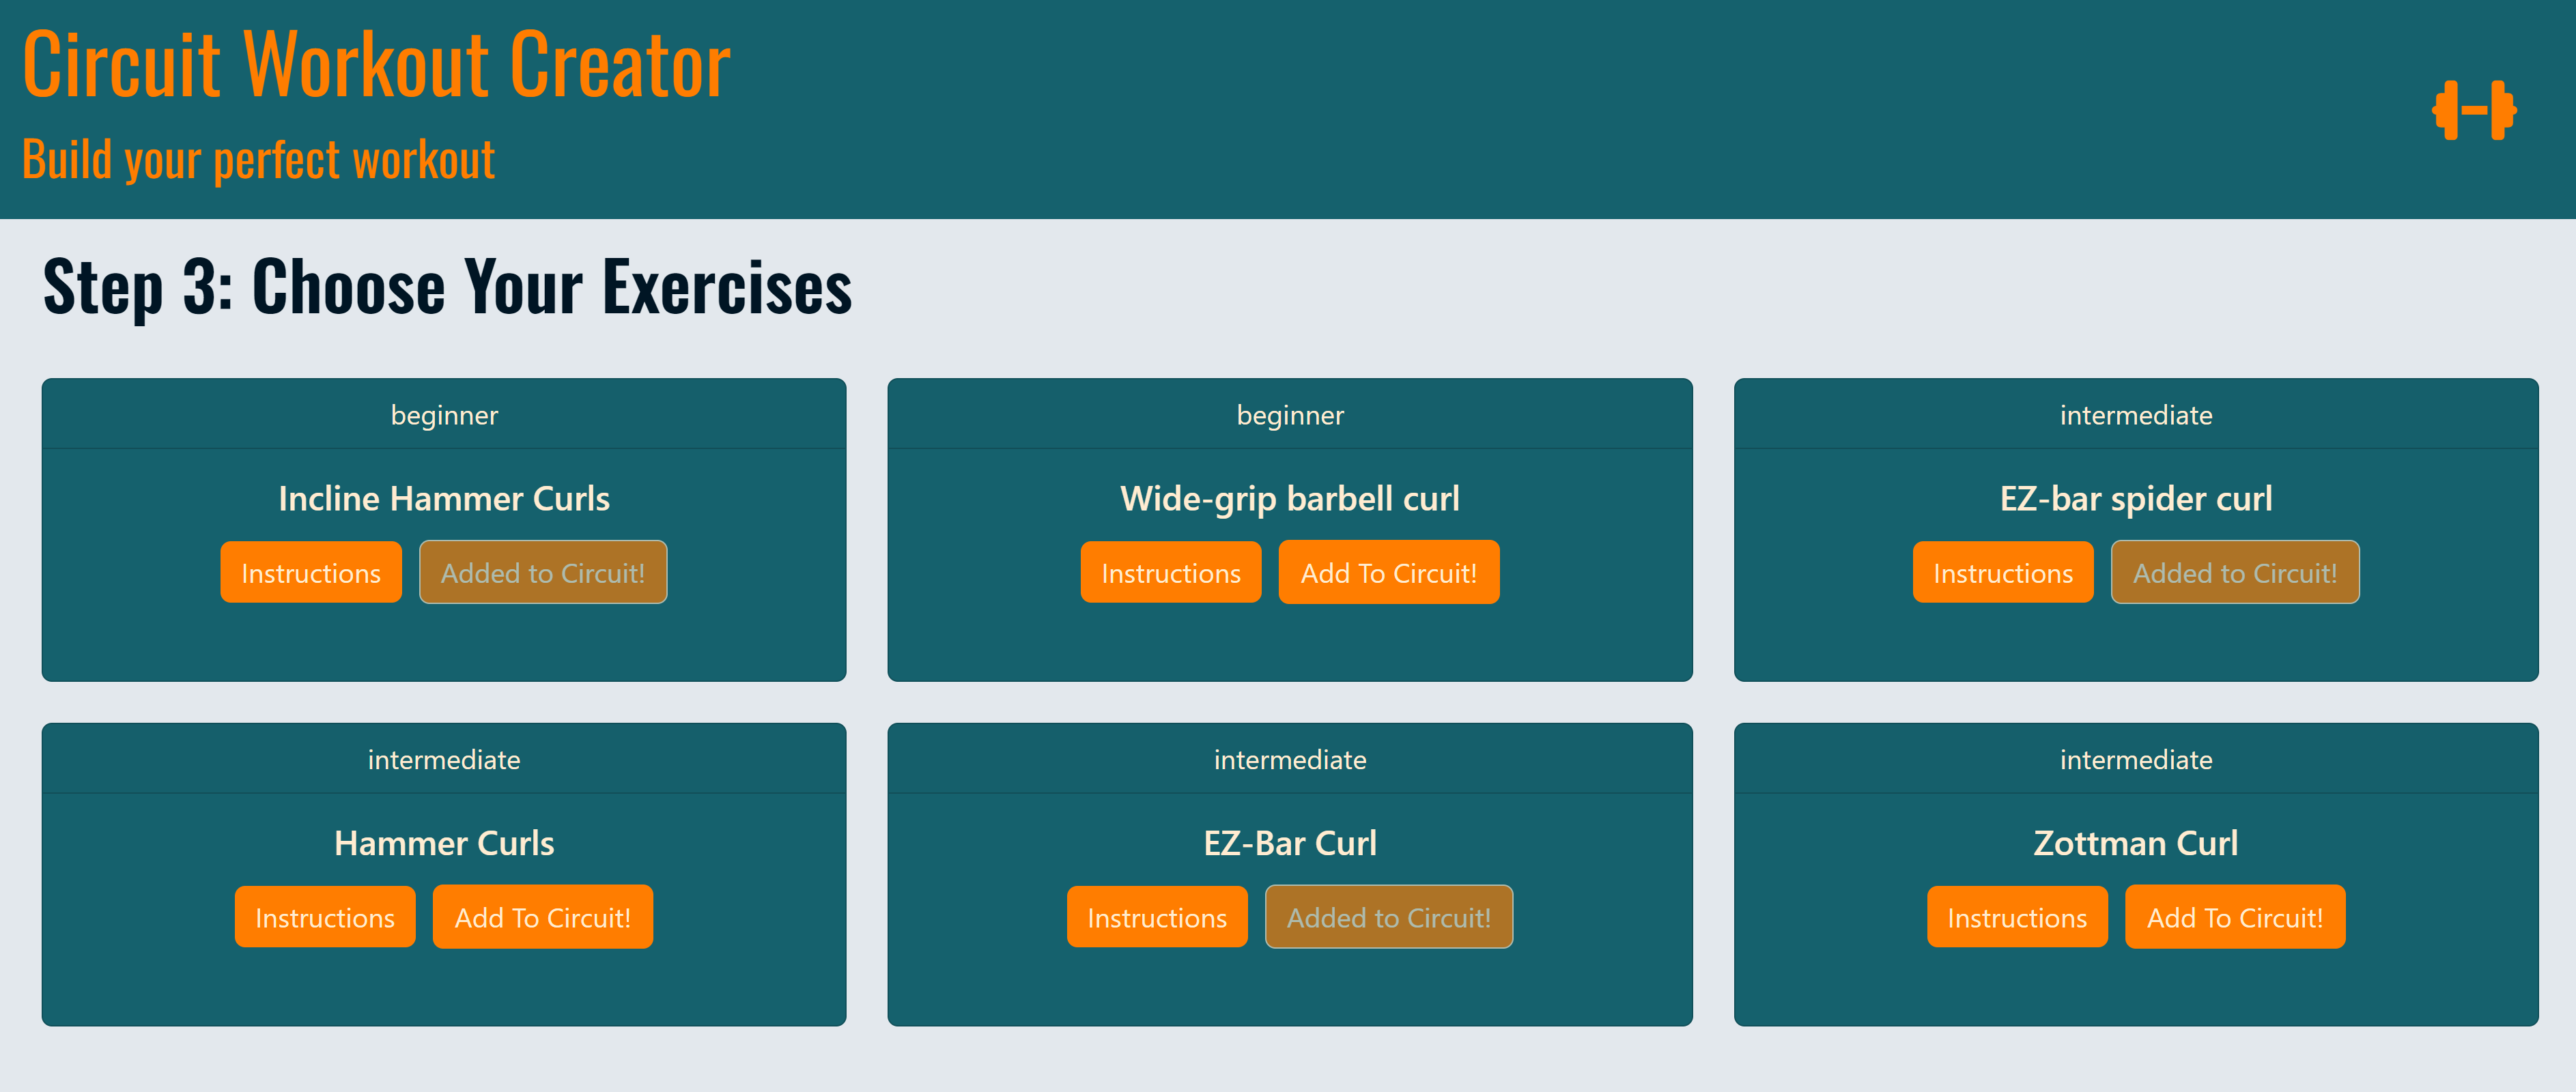 Circuit Workout Creator
Build your perfect workout
Step 3: Choose Your Exercises
beginner
Incline Hammer Curls
Instructions
Added to Circuit!
beginner
Wide-grip barbell curl
Instructions
Add To Circuit!
intermediate
EZ-bar spider curl
Instructions
Added to Circuit!
intermediate
Hammer Curls
Instructions
Add To Circuit!
intermediate
EZ-Bar Curl
Instructions
Added to Circuit!
intermediate
Zottman Curl
Instructions
Add To Circuit!